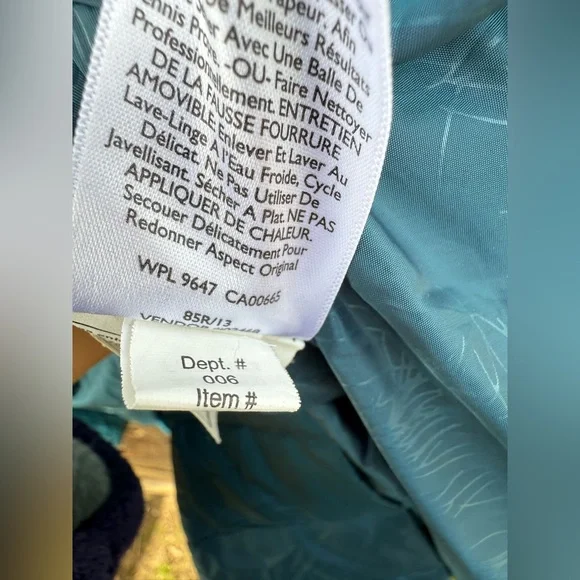 Afin
Meilleurs Résultats
Avec Une Balle De
-OU- Faire Nettoyer
ENTRETIEN
DE LA FAUSSE FOURRURE
AMOVIBLE Enlever Et Laver Au
Lave-Linge À L'eau Froide, Cycle
Délicat. Ne Pas Utiliser De
Javellisant. Sécher À Plat. NE PAS
APPLIQUER DE CHALEUR.
Secouer Délicatement Pour
Redonner Aspect Original
WPL 9647 CA00665
85R/13
Dept. #
006
Item #